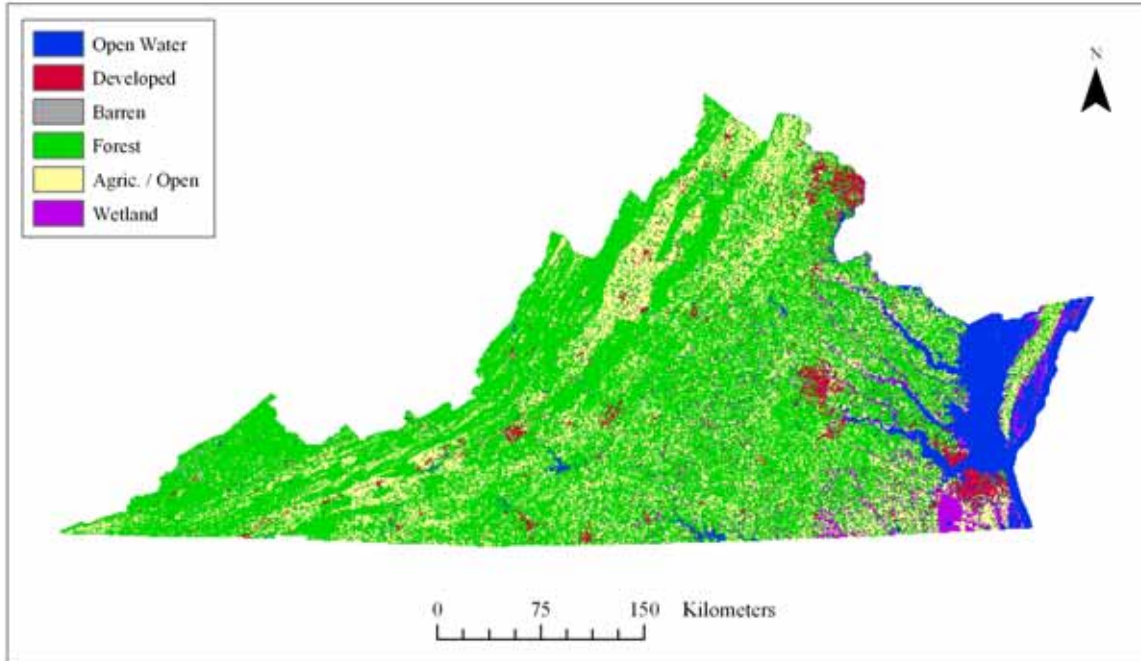 Open Water
Developed
Barren
Forest
Agric. / Open
Wetland
N
0 75 150 Kilometers